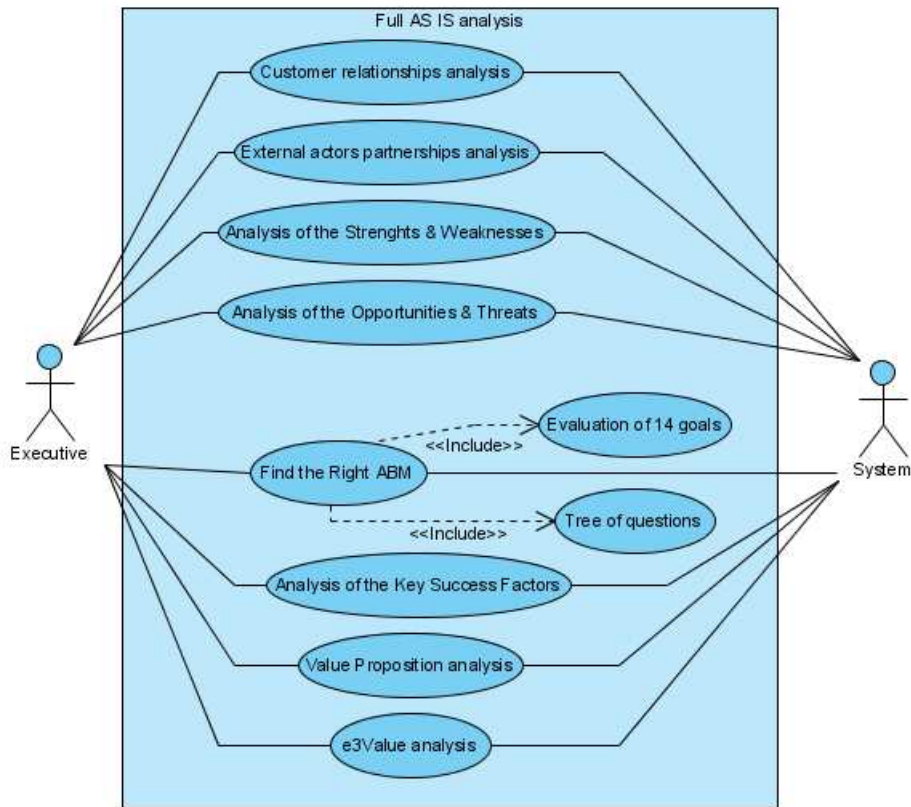 Full AS IS analysis
Customer relationships analysis
External actors partnerships analysis
Analysis of the Strenghts & Weaknesses
Analysis of the Opportunities & Threats
Executive
System
Evaluation of 14 goals
<<Include>>
Find the Right ABM
Tree of questions
<<Include>>
Analysis of the Key Success Factors
Value Proposition analysis
e3Value analysis